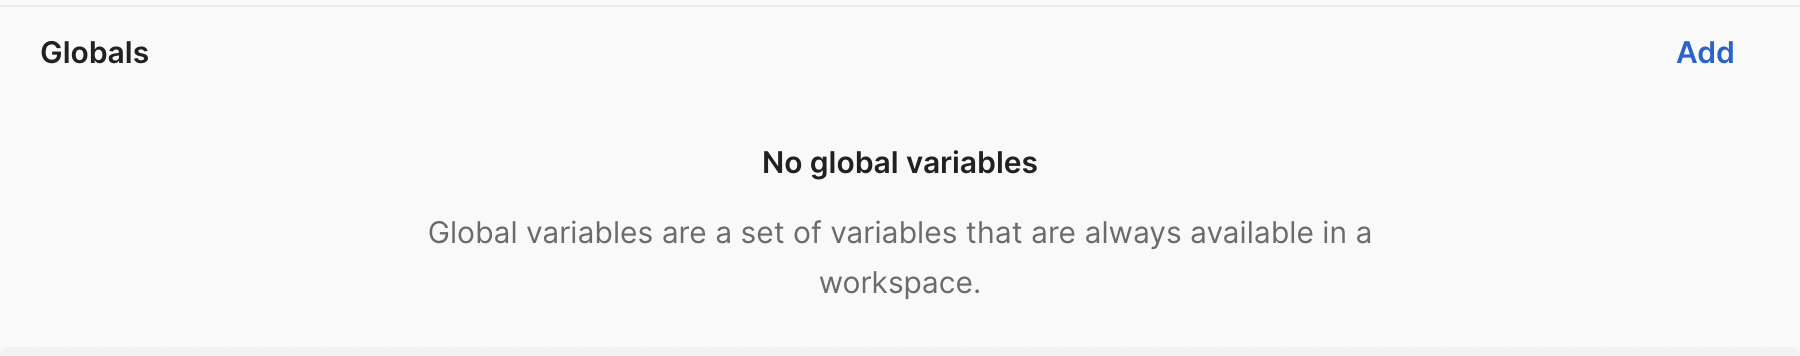 Globals
Add
No global variables
Global variables are a set of variables that are always available in a
workspace.